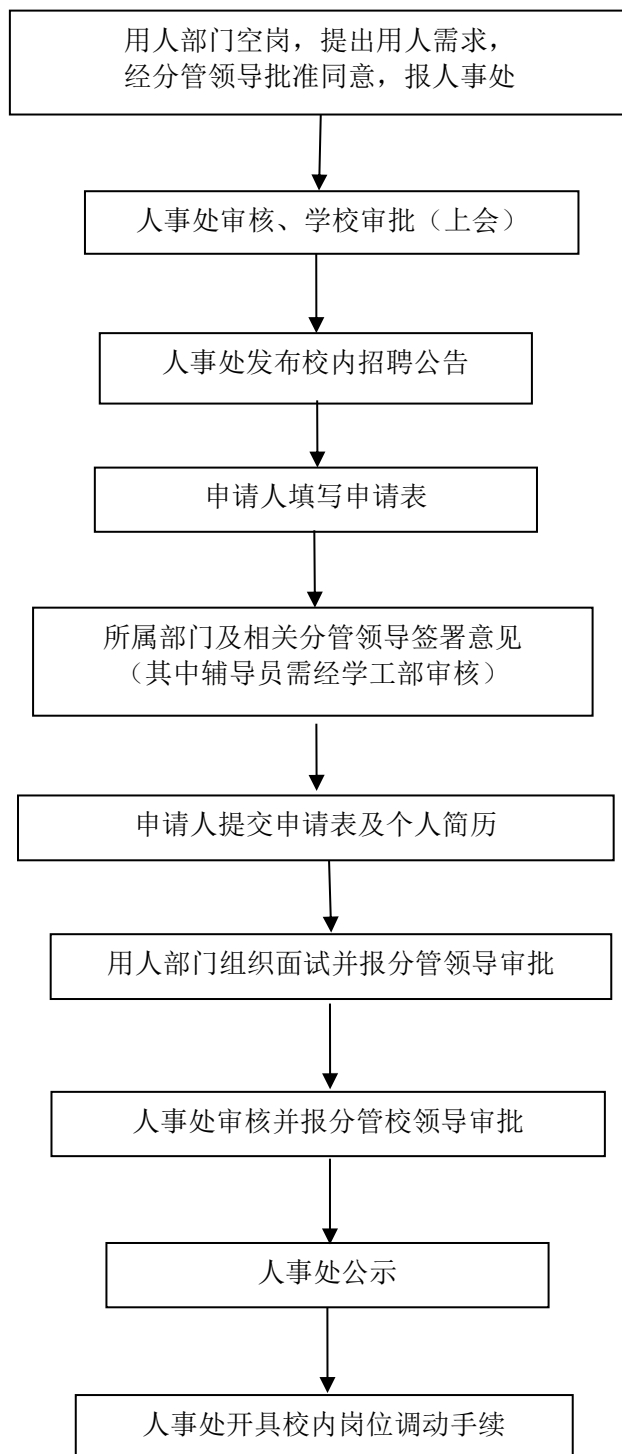 用人部门空岗，提出用人需求，
经分管领导批准同意，报人事处
人事处审核、学校审批（上会）
人事处发布校内招聘公告
申请人填写申请表
所属部门及相关分管领导签署意见
（其中辅导员需经学工部审核）
申请人提交申请表及个人简历
用人部门组织面试并报分管领导审批
人事处审核并报分管校领导审批
人事处公示
人事处开具校内岗位调动手续